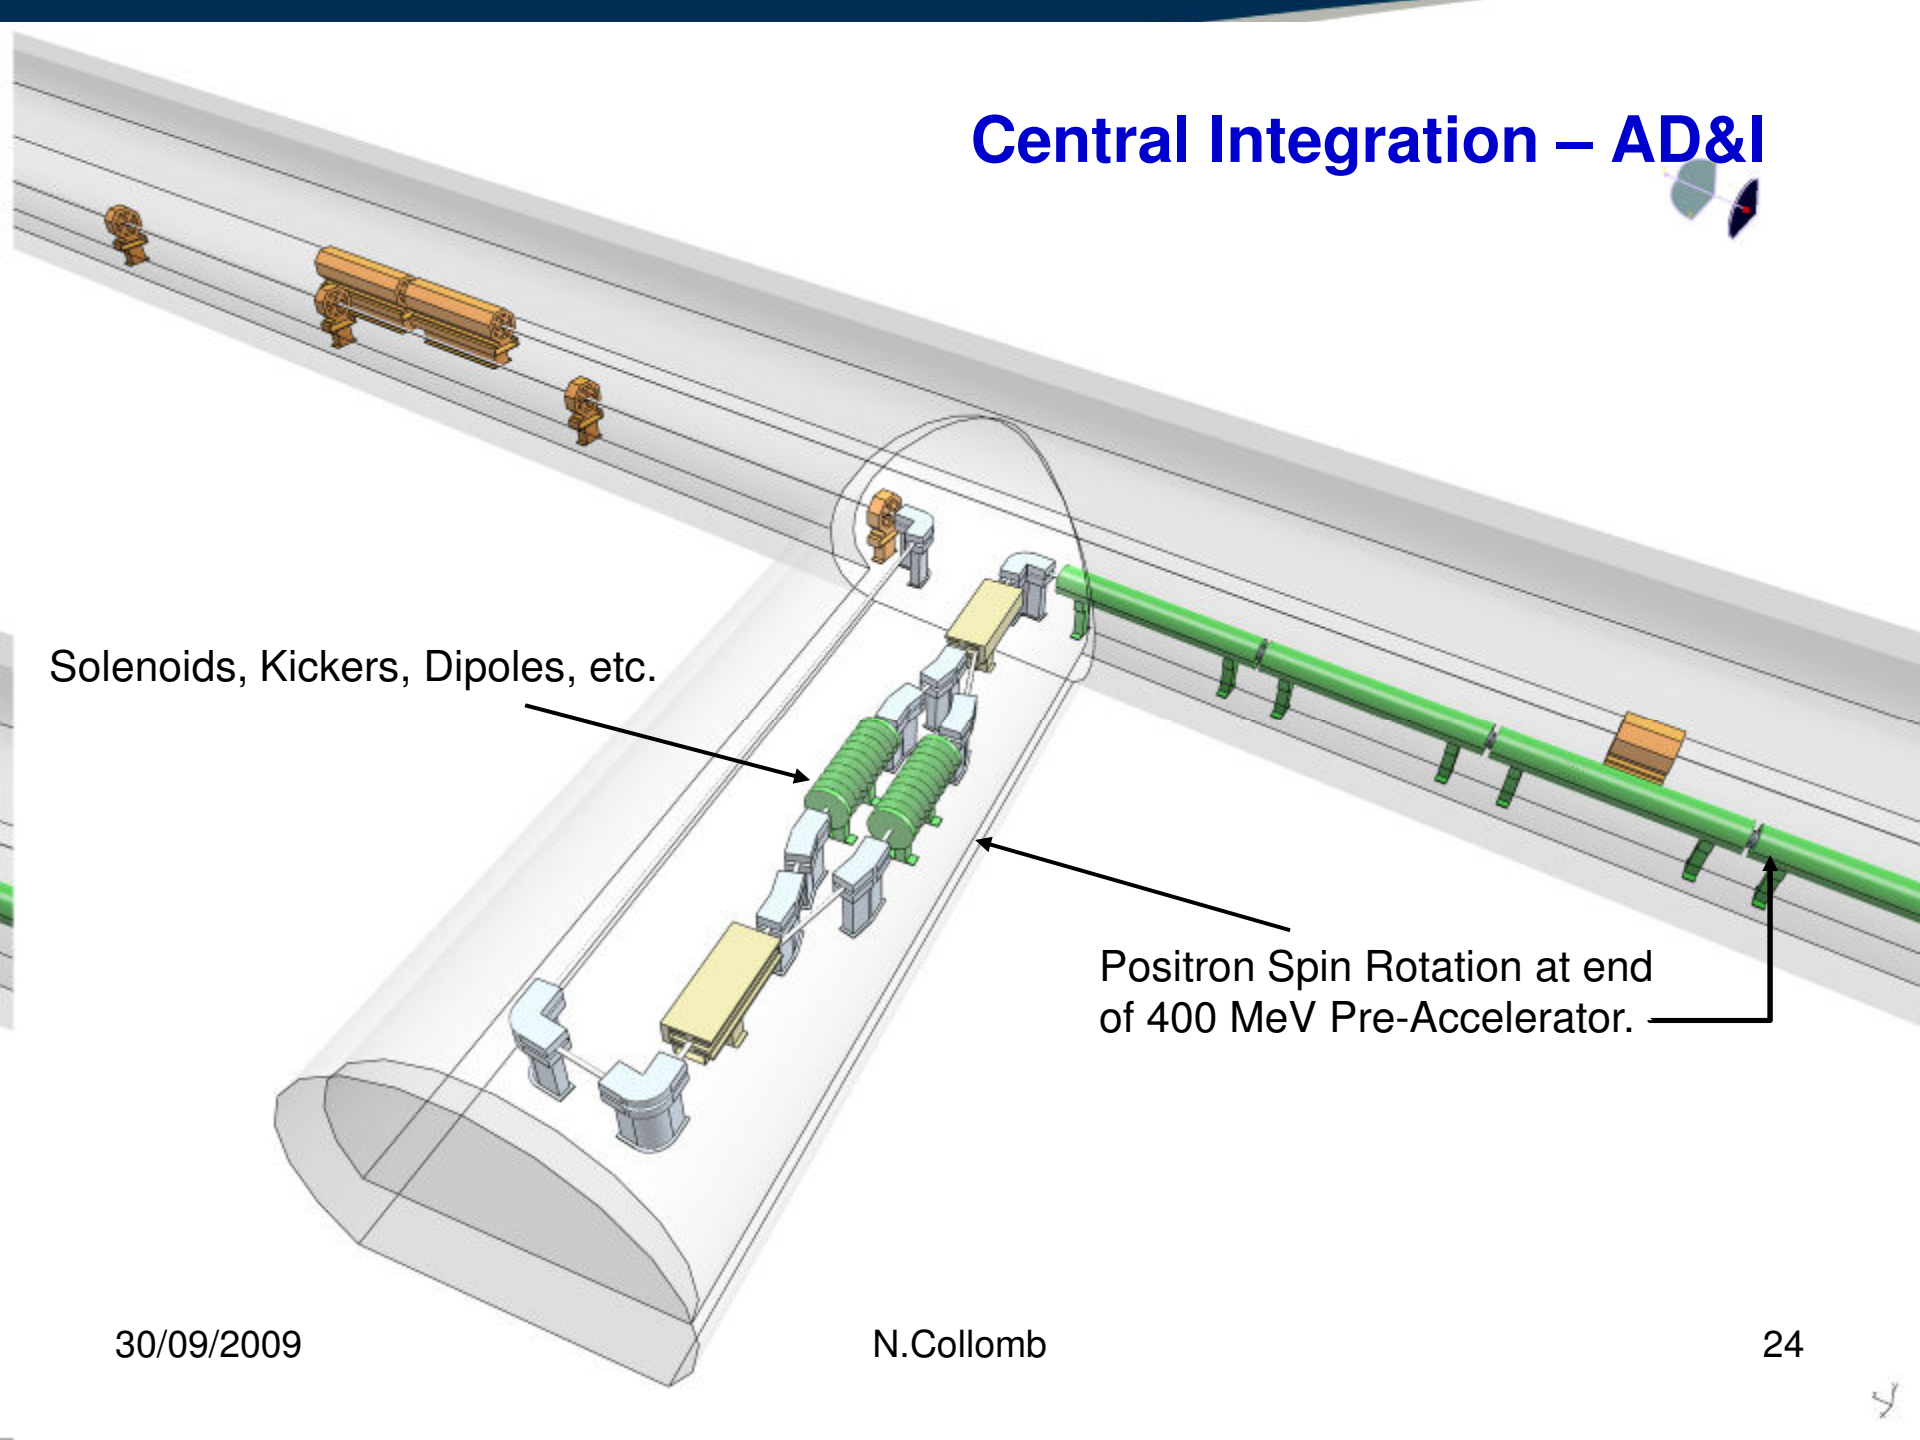 Central Integration – AD&I
Solenoids, Kickers, Dipoles, etc.
Positron Spin Rotation at end
of 400 MeV Pre-Accelerator.
30/09/2009
N.Collomb
24